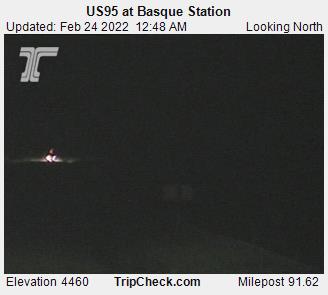 US95 at Basque Station
Updated: Feb 24 2022 12:48 AM Looking North
Elevation 4460 TripCheck.com Milepost 91.62